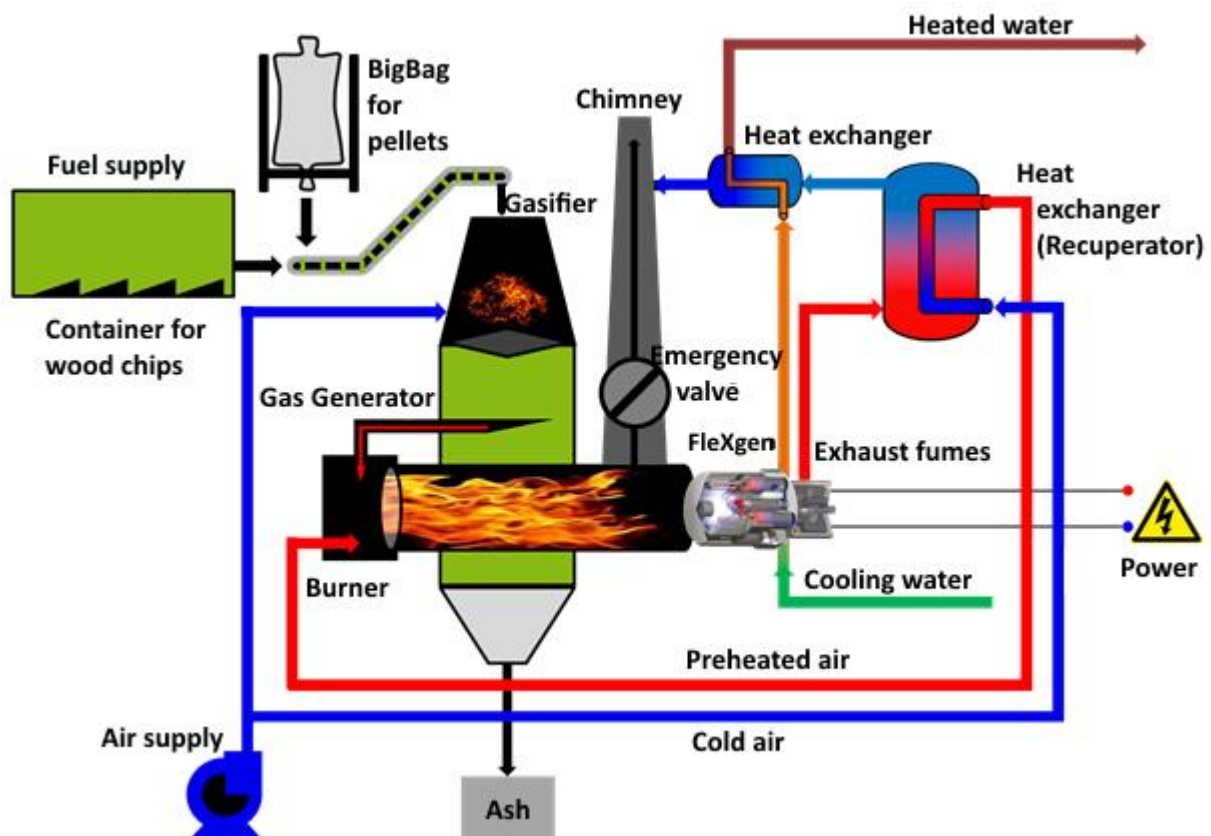 Heated water
BigBag
for
pellets
Chimney
Heat exchanger
Fuel supply
Gasifier
Heat
exchanger
(Recuperator)
Container for
wood chips
Emergency
valve
Gas Generator
FleXgen
Exhaust fumes
Burner
Cooling water
Power
Preheated air
Air supply
Cold air
Ash